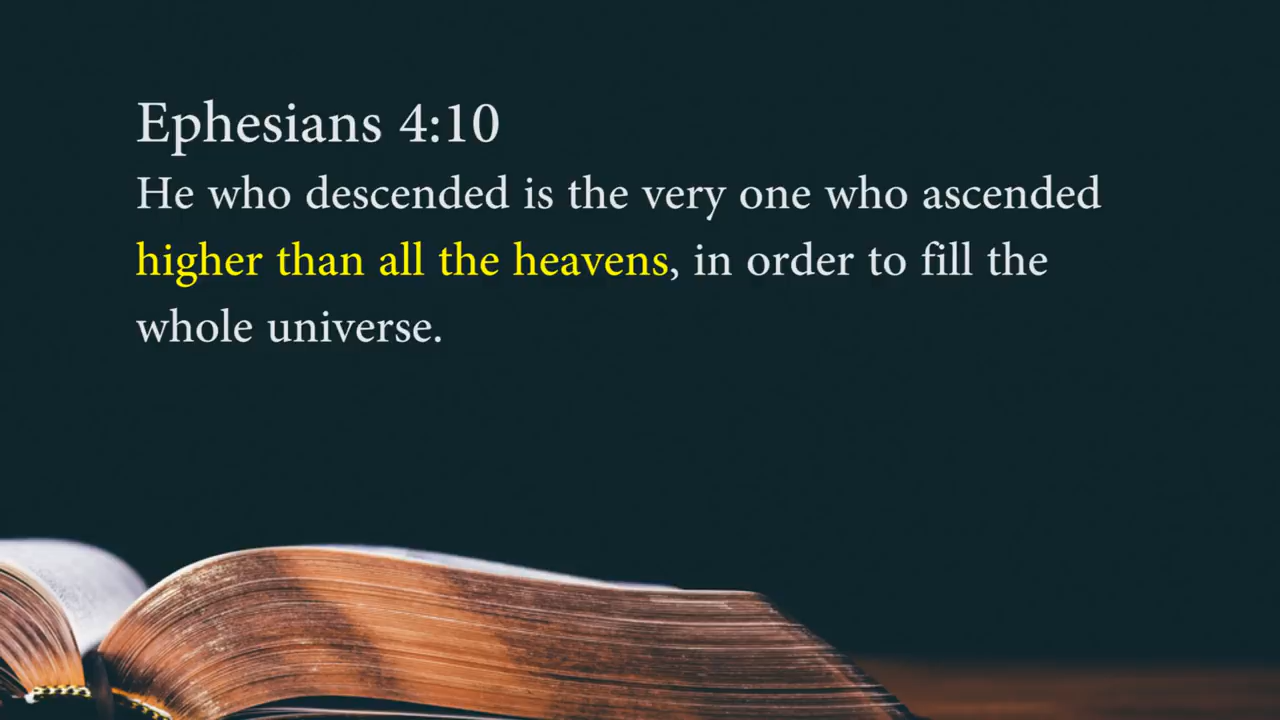 Ephesians 4:10
He who descended is the very one who ascended
higher than all the heavens, in order to fill the
whole universe.